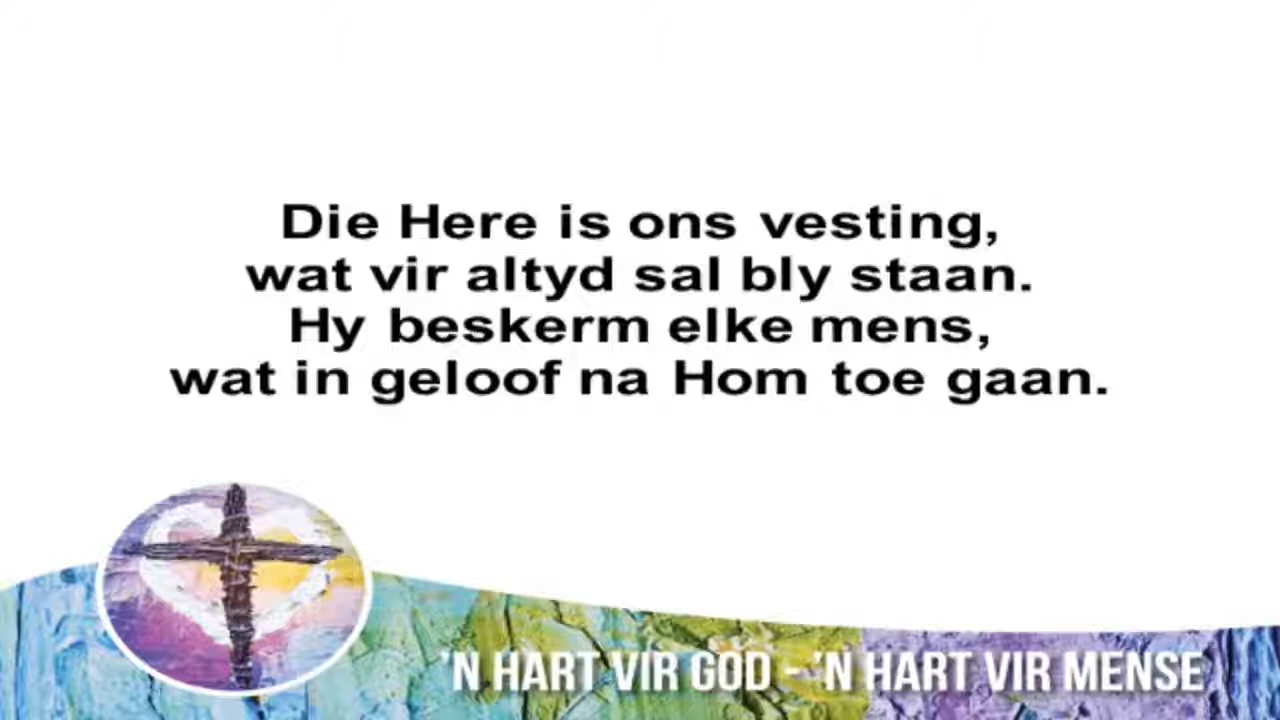 Die Here is ons vesting,
wat vir altyd sal bly staan.
Hy beskerm elke mens,
wat in geloof na Hom toe gaan.
'N HART VIR GOD - 'N HART VIR MENSE